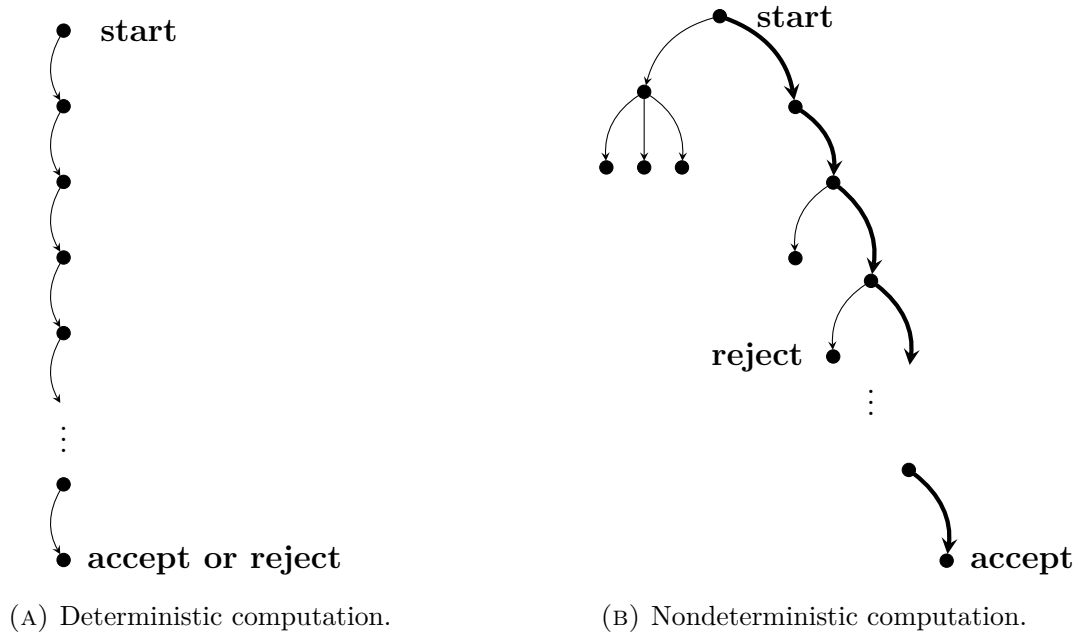 start
start
reject
⋮
⋮
accept or reject
accept
(A) Deterministic computation.
(B) Nondeterministic computation.